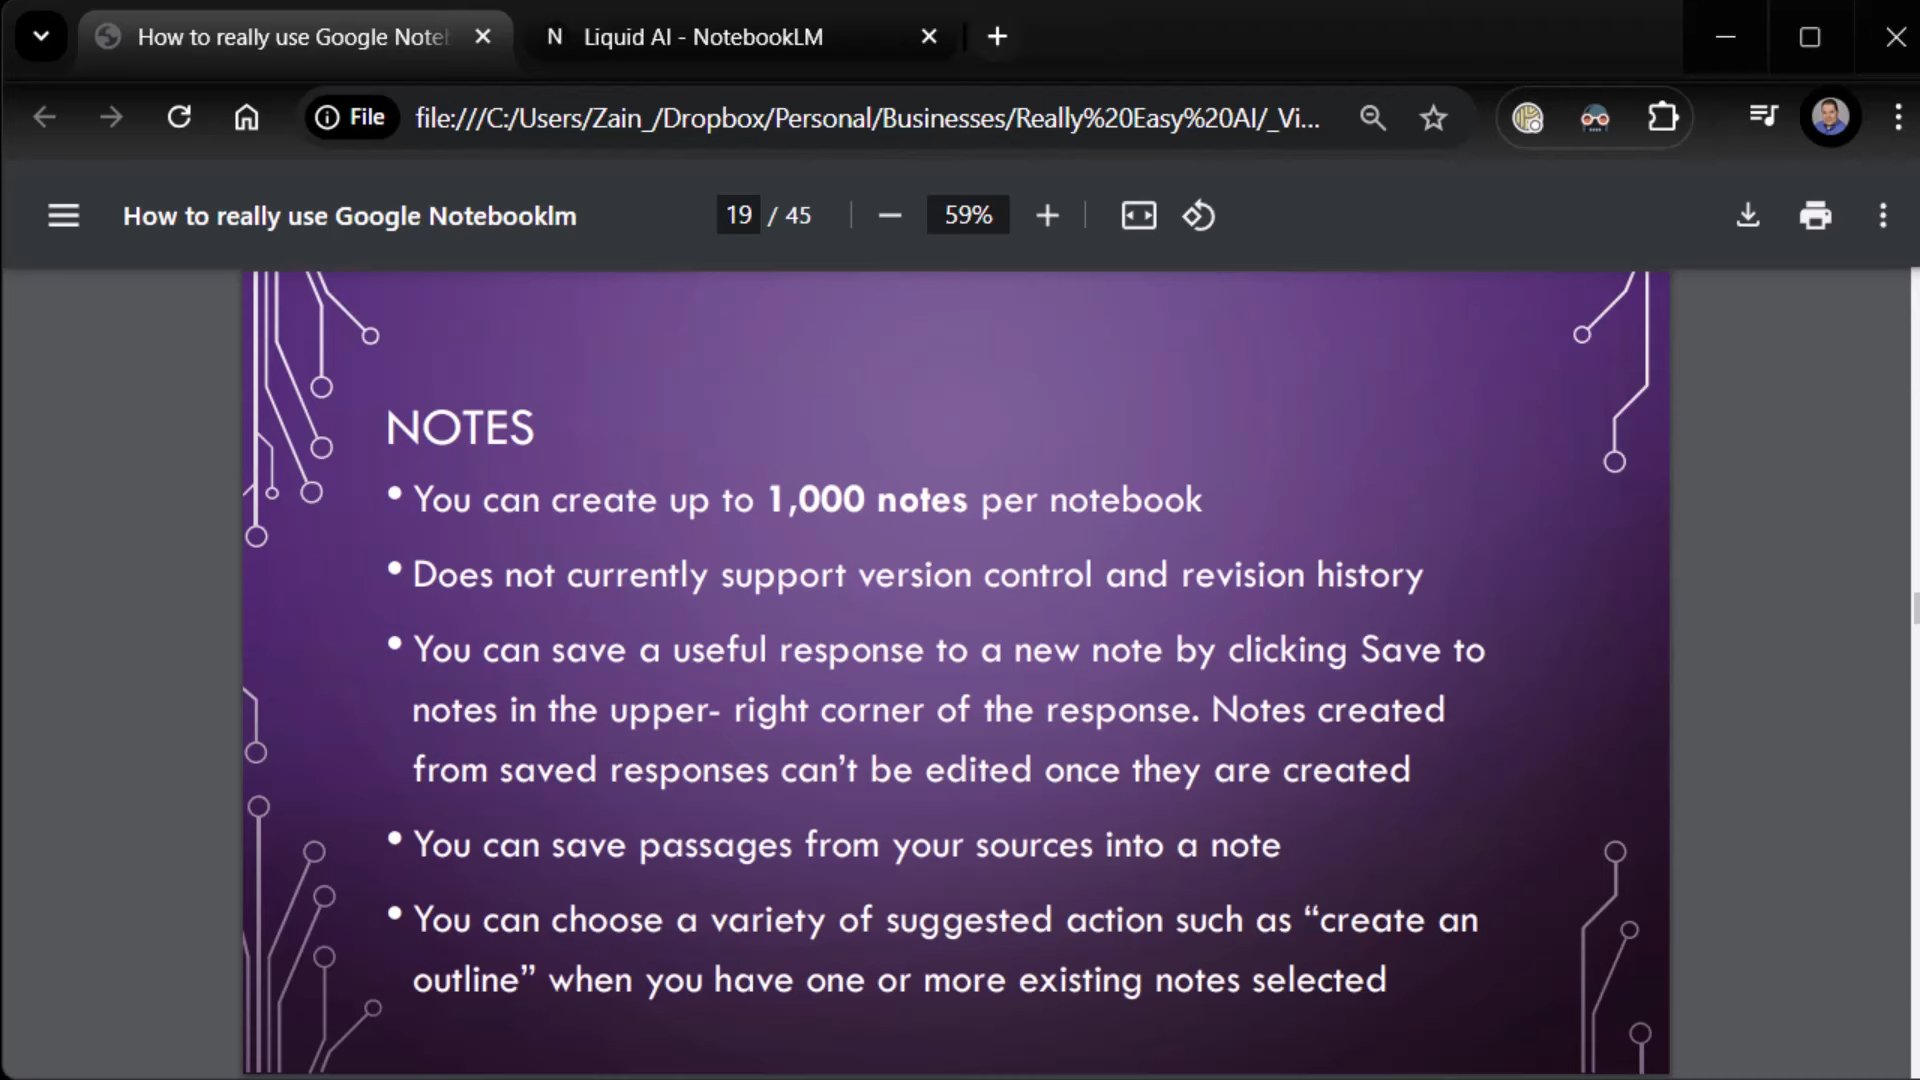 How to really use Google Note
N Liquid AI - NotebookLM
File file:///C:/Users/Zain_/Dropbox/Personal/Businesses/Really%20Easy%20AI/_Vi...
How to really use Google Notebooklm 19 / 45 59%
NOTES
• You can create up to 1,000 notes per notebook
• Does not currently support version control and revision history
• You can save a useful response to a new note by clicking Save to
notes in the upper- right corner of the response. Notes created
from saved responses can’t be edited once they are created
• You can save passages from your sources into a note
• You can choose a variety of suggested action such as “create an
outline” when you have one or more existing notes selected